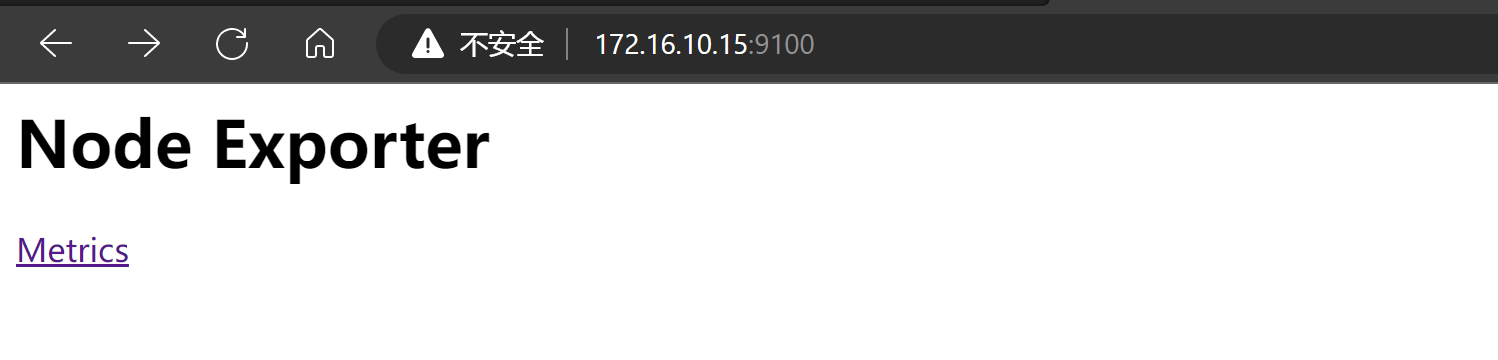 不安全 172.16.10.15:9100
Node Exporter
Metrics